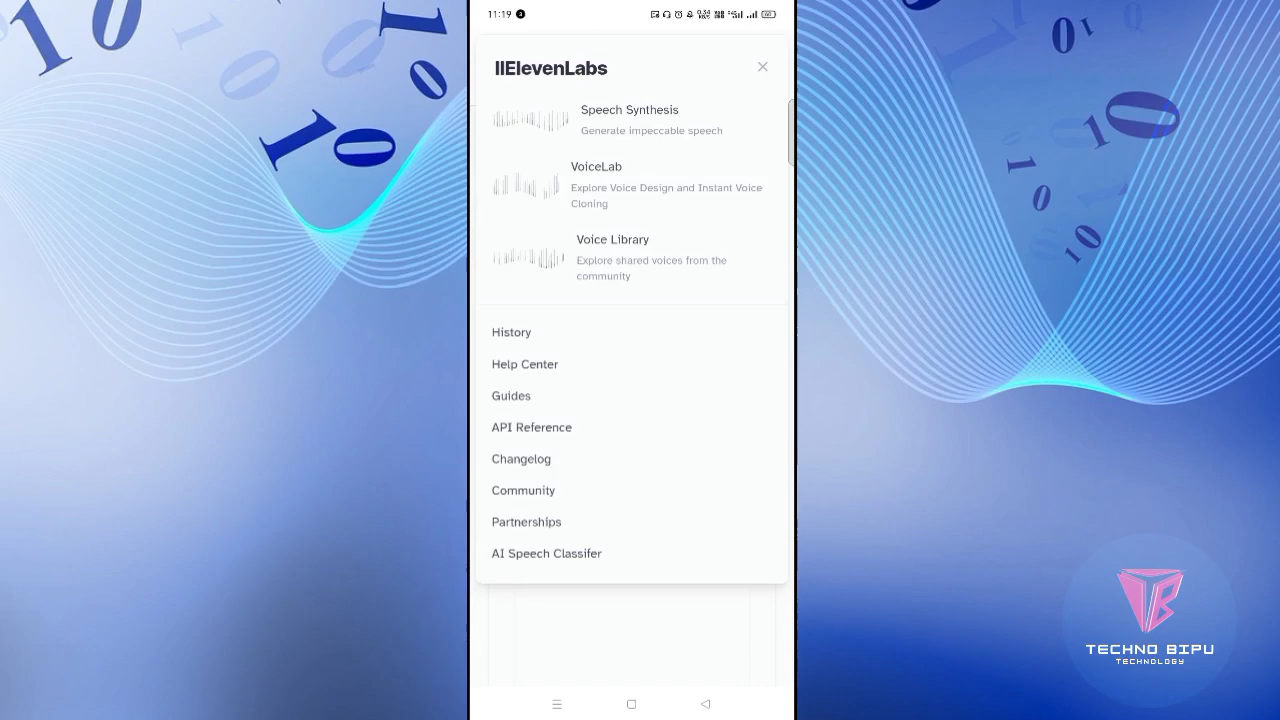 11:19
IIElevenLabs
Speech Synthesis
Generate impeccable speech
VoiceLab
Explore Voice Design and Instant Voice
Cloning
Voice Library
Explore shared voices from the
community
History
Help Center
Guides
API Reference
Changelog
Community
Partnerships
AI Speech Classifer
TECHNO BIPU
TECHNOLOGY